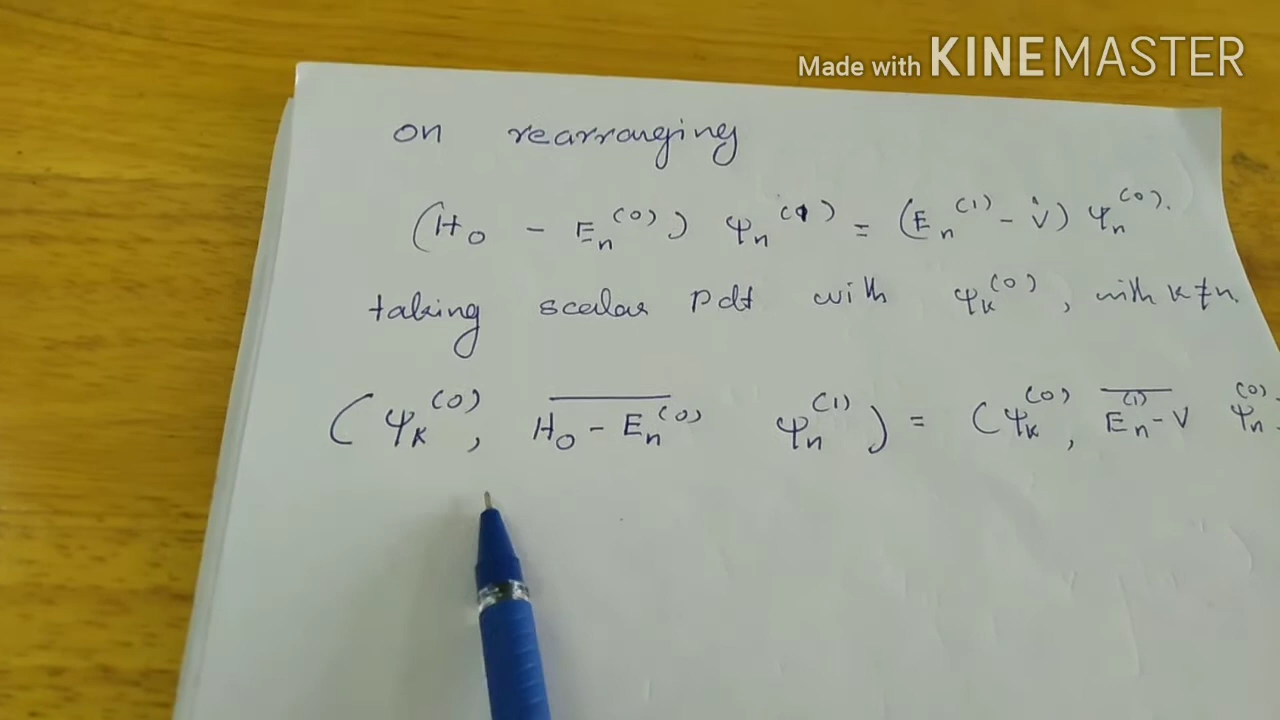 Made with KINEMASTER
on rearranging
(H₀ - Eₙ⁽⁰⁾) ψₙ⁽¹⁾ = (Eₙ⁽¹⁾ - V) ψₙ⁽⁰⁾.
taking scalar pdt with ψₖ⁽⁰⁾, with k ≠ n.
(ψₖ⁽⁰⁾, H₀ - Eₙ⁽⁰⁾ ψₙ⁽¹⁾) = (ψₖ⁽⁰⁾, Eₙ⁽¹⁾ - V ψₙ⁽⁰⁾